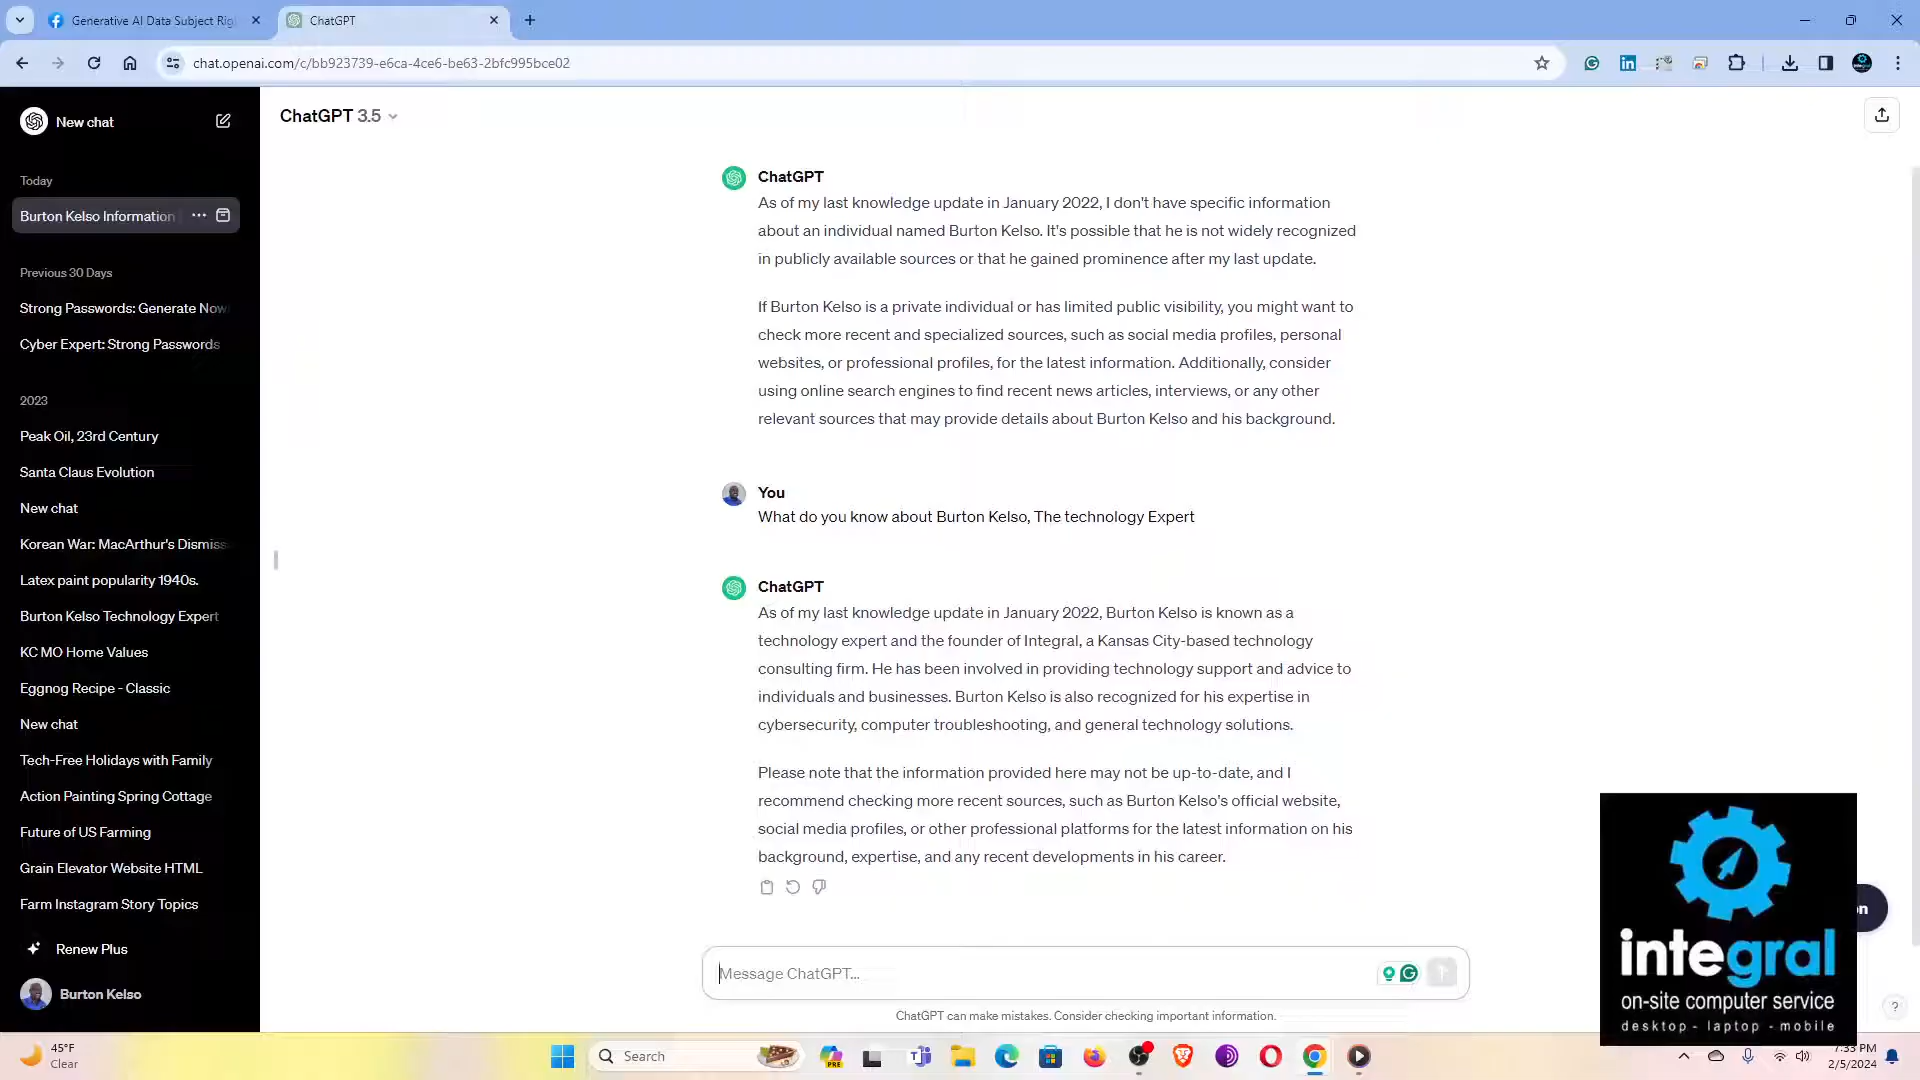 Generative AI Data Subject Rig
ChatGPT
chat.openai.com/c/bb923739-e6ca-4ce6-be63-2bfc995bce02
New chat
ChatGPT 3.5
Today
Burton Kelso Information
Previous 30 Days
Strong Passwords: Generate Now
Cyber Expert: Strong Passwords
2023
Peak Oil, 23rd Century
Santa Claus Evolution
New chat
Korean War: MacArthur's Dismiss
Latex paint popularity 1940s.
Burton Kelso Technology Expert
KC MO Home Values
Eggnog Recipe - Classic
New chat
Tech-Free Holidays with Family
Action Painting Spring Cottage
Future of US Farming
Grain Elevator Website HTML
Farm Instagram Story Topics
Renew Plus
Burton Kelso
ChatGPT
As of my last knowledge update in January 2022, I don't have specific information
about an individual named Burton Kelso. It's possible that he is not widely recognized
in publicly available sources or that he gained prominence after my last update.
If Burton Kelso is a private individual or has limited public visibility, you might want to
check more recent and specialized sources, such as social media profiles, personal
websites, or professional profiles, for the latest information. Additionally, consider
using online search engines to find recent news articles, interviews, or any other
relevant sources that may provide details about Burton Kelso and his background.
You
What do you know about Burton Kelso, The technology Expert
ChatGPT
As of my last knowledge update in January 2022, Burton Kelso is known as a
technology expert and the founder of Integral, a Kansas City-based technology
consulting firm. He has been involved in providing technology support and advice to
individuals and businesses. Burton Kelso is also recognized for his expertise in
cybersecurity, computer troubleshooting, and general technology solutions.
Please note that the information provided here may not be up-to-date, and I
recommend checking more recent sources, such as Burton Kelso's official website,
social media profiles, or other professional platforms for the latest information on his
background, expertise, and any recent developments in his career.
Message ChatGPT...
ChatGPT can make mistakes. Consider checking important information.
?
on
integral
on-site computer service
desktop - laptop - mobile
45°F
Clear
Search
PRE
7:33 PM
2/5/2024